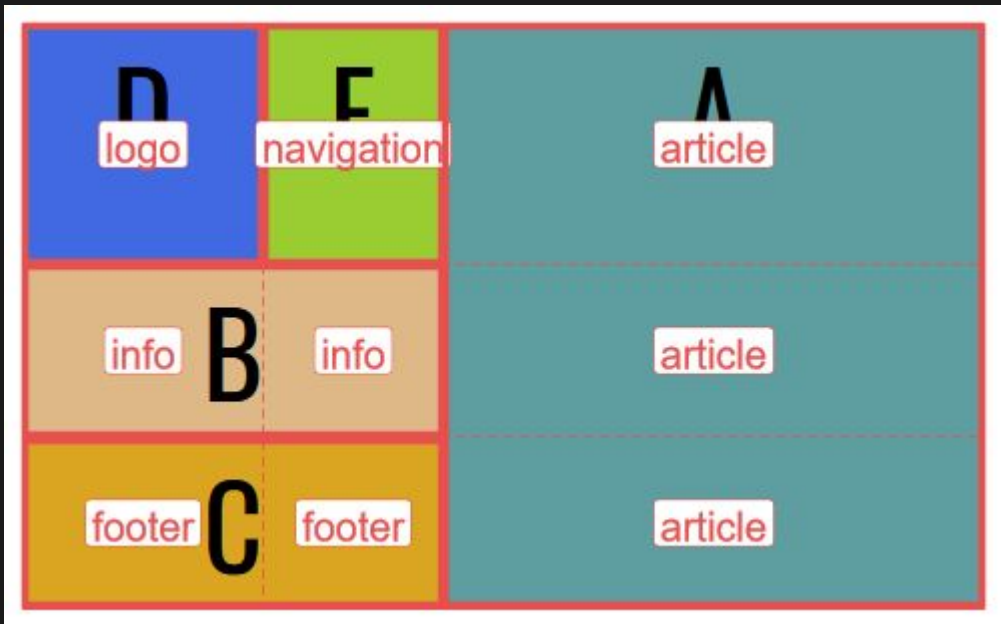 D E A
logo navigation article
B
info info article
C
footer footer article